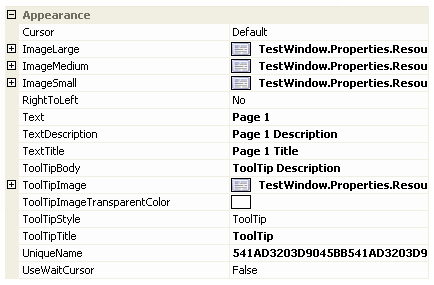 Appearance
Cursor Default
ImageLarge TestWindow.Properties.Resou
ImageMedium TestWindow.Properties.Resou
ImageSmall TestWindow.Properties.Resou
RightToLeft No
Text Page 1
TextDescription Page 1 Description
TextTitle Page 1 Title
ToolTipBody ToolTip Description
ToolTipImage TestWindow.Properties.Resou
ToolTipImageTransparentColor
ToolTipStyle ToolTip
ToolTipTitle ToolTip
UniqueName 541AD3203D9045BB541AD3203D9
UseWaitCursor False